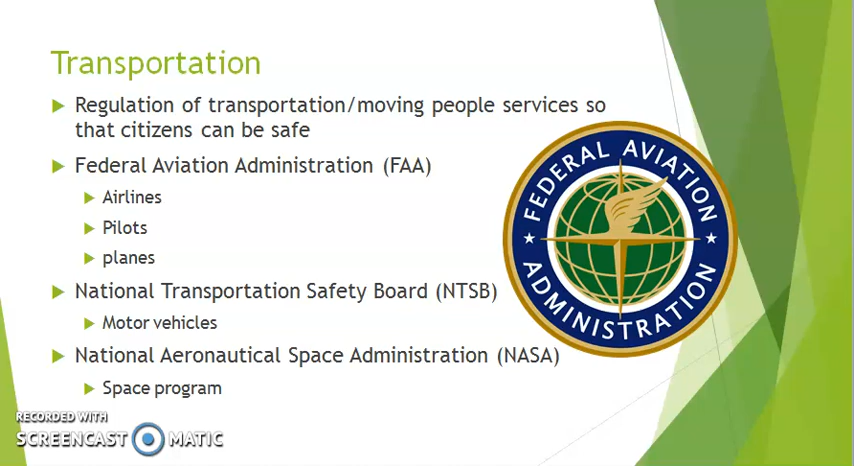 Transportation
Regulation of transportation/moving people services so
that citizens can be safe
Federal Aviation Administration (FAA)
Airlines
Pilots
planes
National Transportation Safety Board (NTSB)
Motor vehicles
National Aeronautical Space Administration (NASA)
Space program
FEDERAL AVIATION
ADMINISTRATION
RECORDED WITH
SCREENCAST MATIC